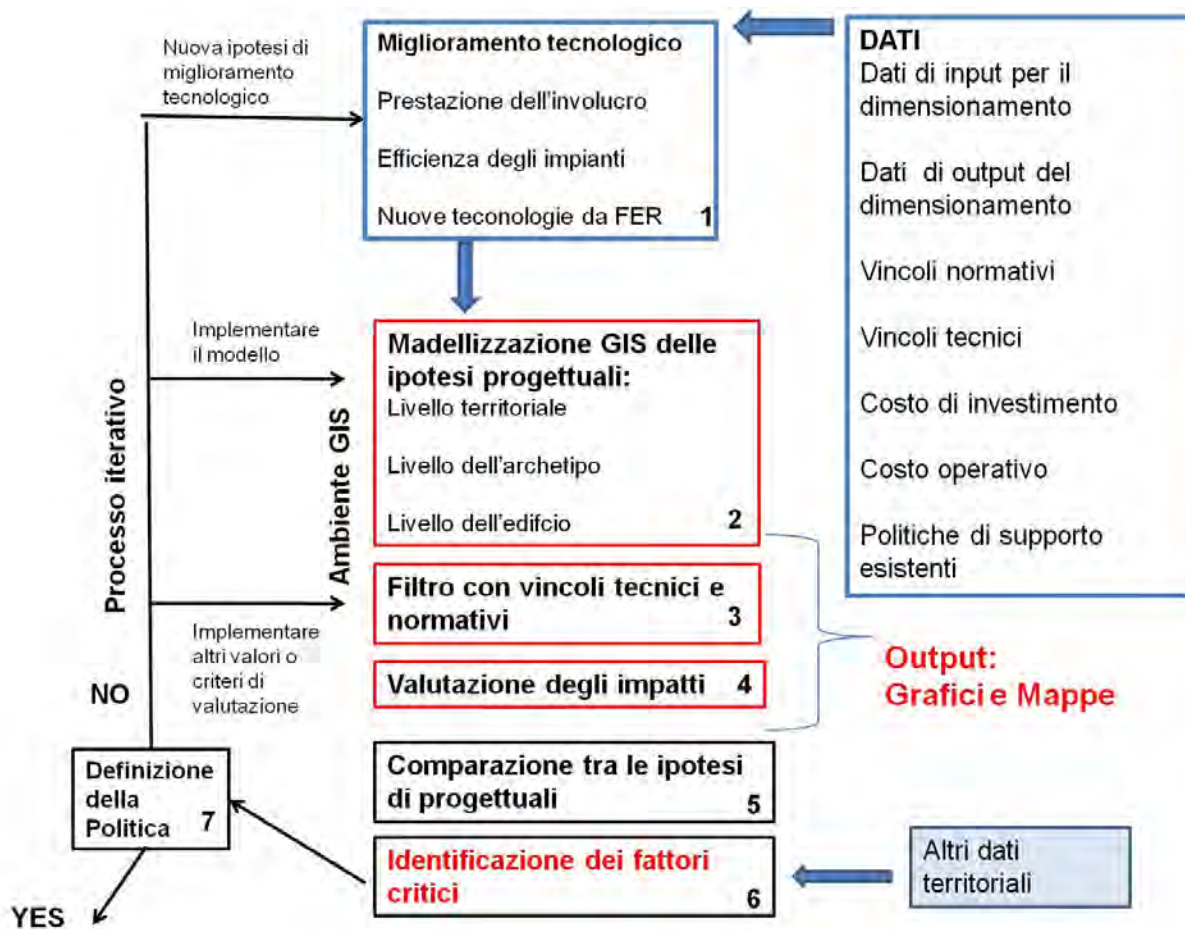 Nuova ipotesi di
miglioramento
tecnologico
Miglioramento tecnologico
Prestazione dell'involucro
Efficienza degli impianti
Nuove teconologie da FER 1
DATI
Dati di input per il
dimensionamento
Dati di output del
dimensionamento
Vincoli normativi
Vincoli tecnici
Costo di investimento
Costo operativo
Politiche di supporto
esistenti
Processo iterativo
Implementare
il modello
Ambiente GIS
Madellizzazione GIS delle
ipotesi progettuali:
Livello territoriale
Livello dell'archetipo
Livello dell'edifcio 2
Filtro con vincoli tecnici e
normativi 3
Implementare
altri valori o
criteri di
valutazione
Valutazione degli impatti 4
Output:
Grafici e Mappe
NO
Definizione
della
Politica 7
Comparazione tra le ipotesi
di progettuali 5
Identificazione dei fattori
critici 6
Altri dati
territoriali
YES